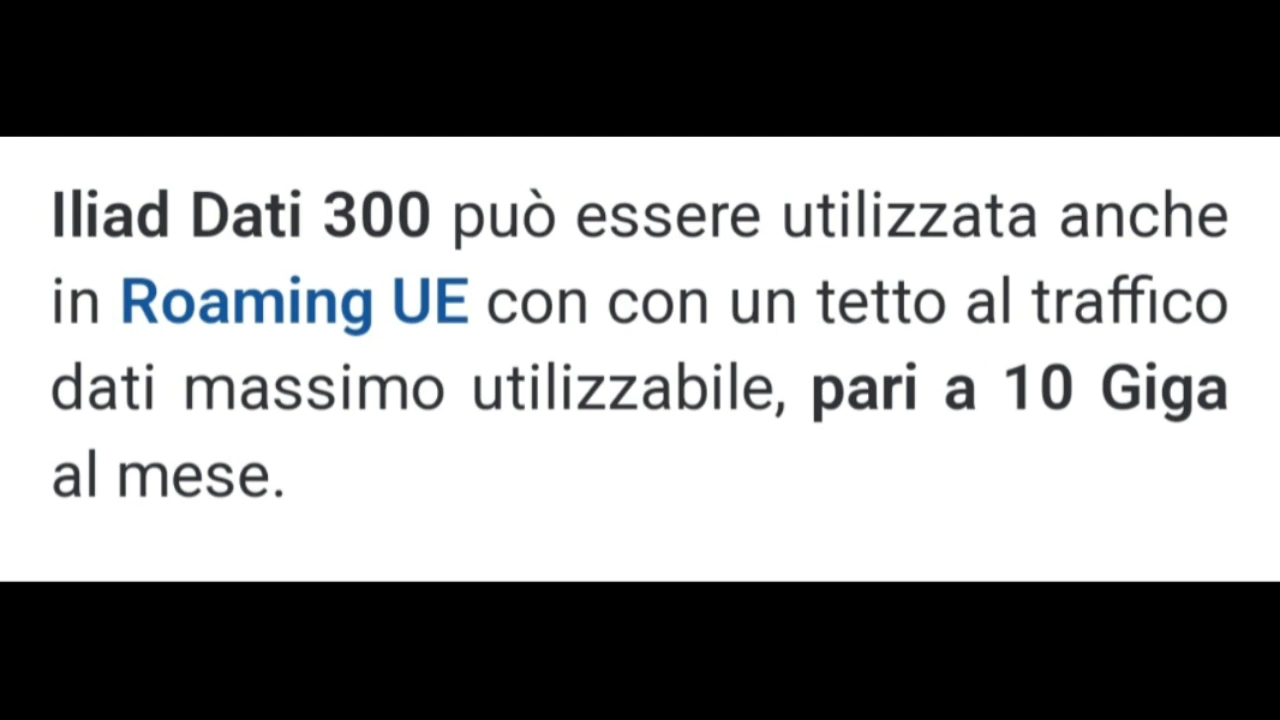 Iliad Dati 300 può essere utilizzata anche
in Roaming UE con con un tetto al traffico
dati massimo utilizzabile, pari a 10 Giga
al mese.